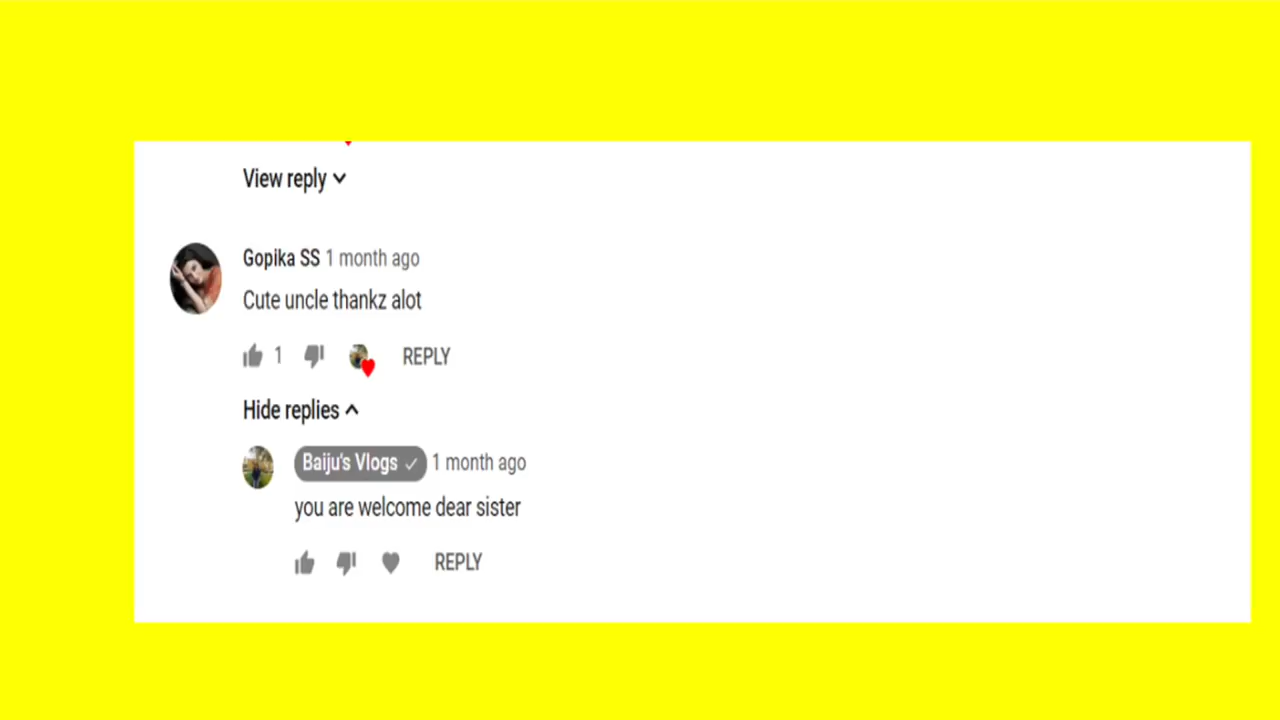 View reply
Gopika SS 1 month ago
Cute uncle thankz alot
1 REPLY
Hide replies
Baiju's Vlogs 1 month ago
you are welcome dear sister
REPLY